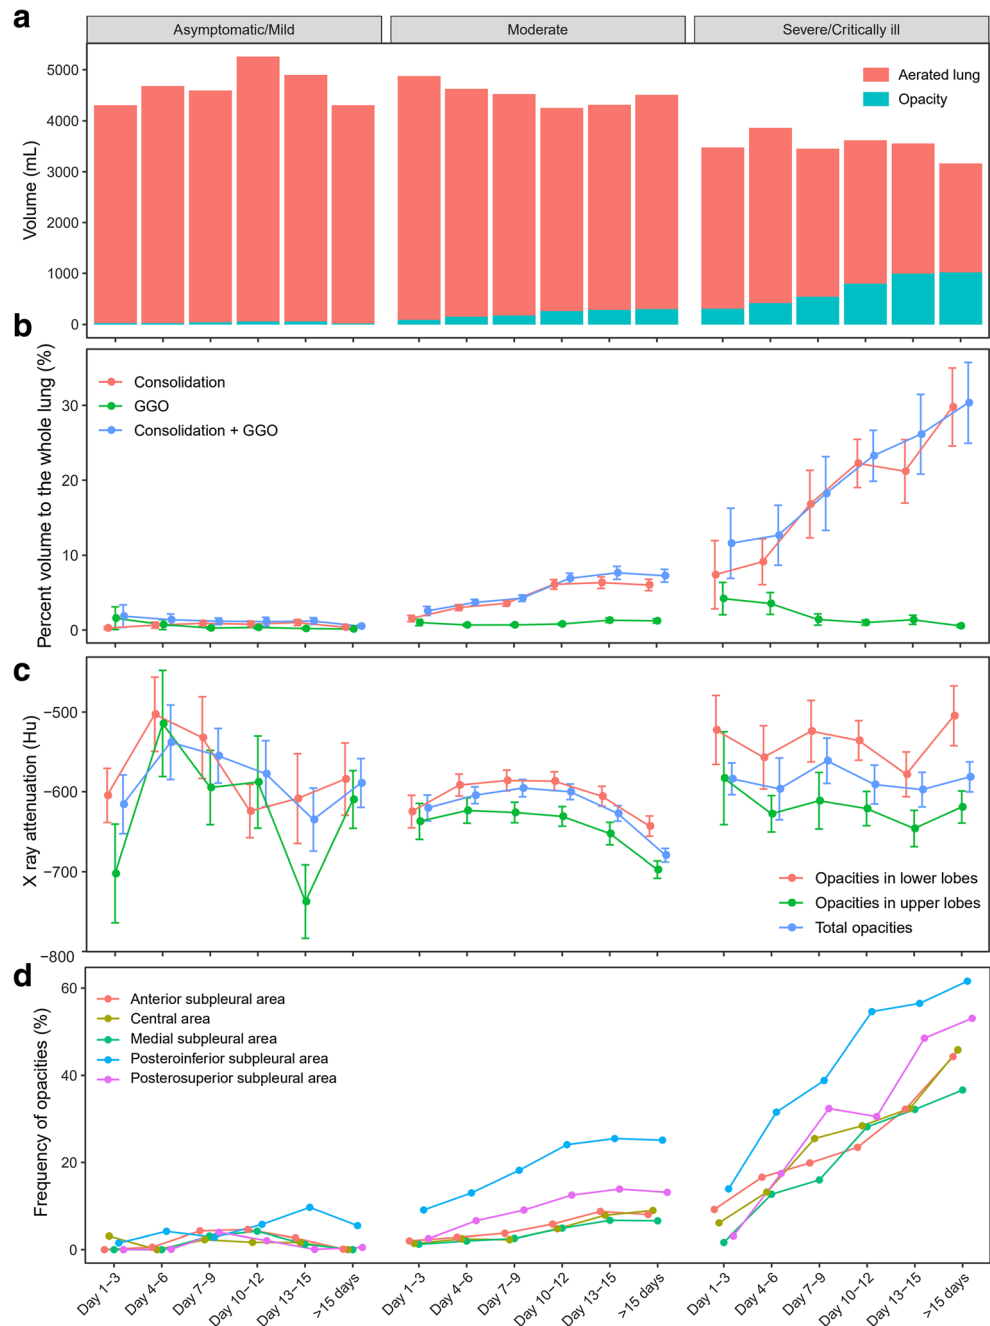 a
Asymptomatic/Mild
Moderate
Severe/Critically ill
Volume (mL)
5000
4000
3000
2000
1000
0
Aerated lung
Opacity
b
Percent volume to the whole lung (%)
30
20
10
0
Consolidation
GGO
Consolidation + GGO
c
X ray attenuation (Hu)
−500
−600
−700
−800
Opacities in lower lobes
Opacities in upper lobes
Total opacities
d
Frequency of opacities (%)
60
40
20
0
Anterior subpleural area
Central area
Medial subpleural area
Posteroinferior subpleural area
Posterosuperior subpleural area
Day 1−3
Day 4−6
Day 7−9
Day 10−12
Day 13−15
>15 days
Day 1−3
Day 4−6
Day 7−9
Day 10−12
Day 13−15
>15 days
Day 1−3
Day 4−6
Day 7−9
Day 10−12
Day 13−15
>15 days